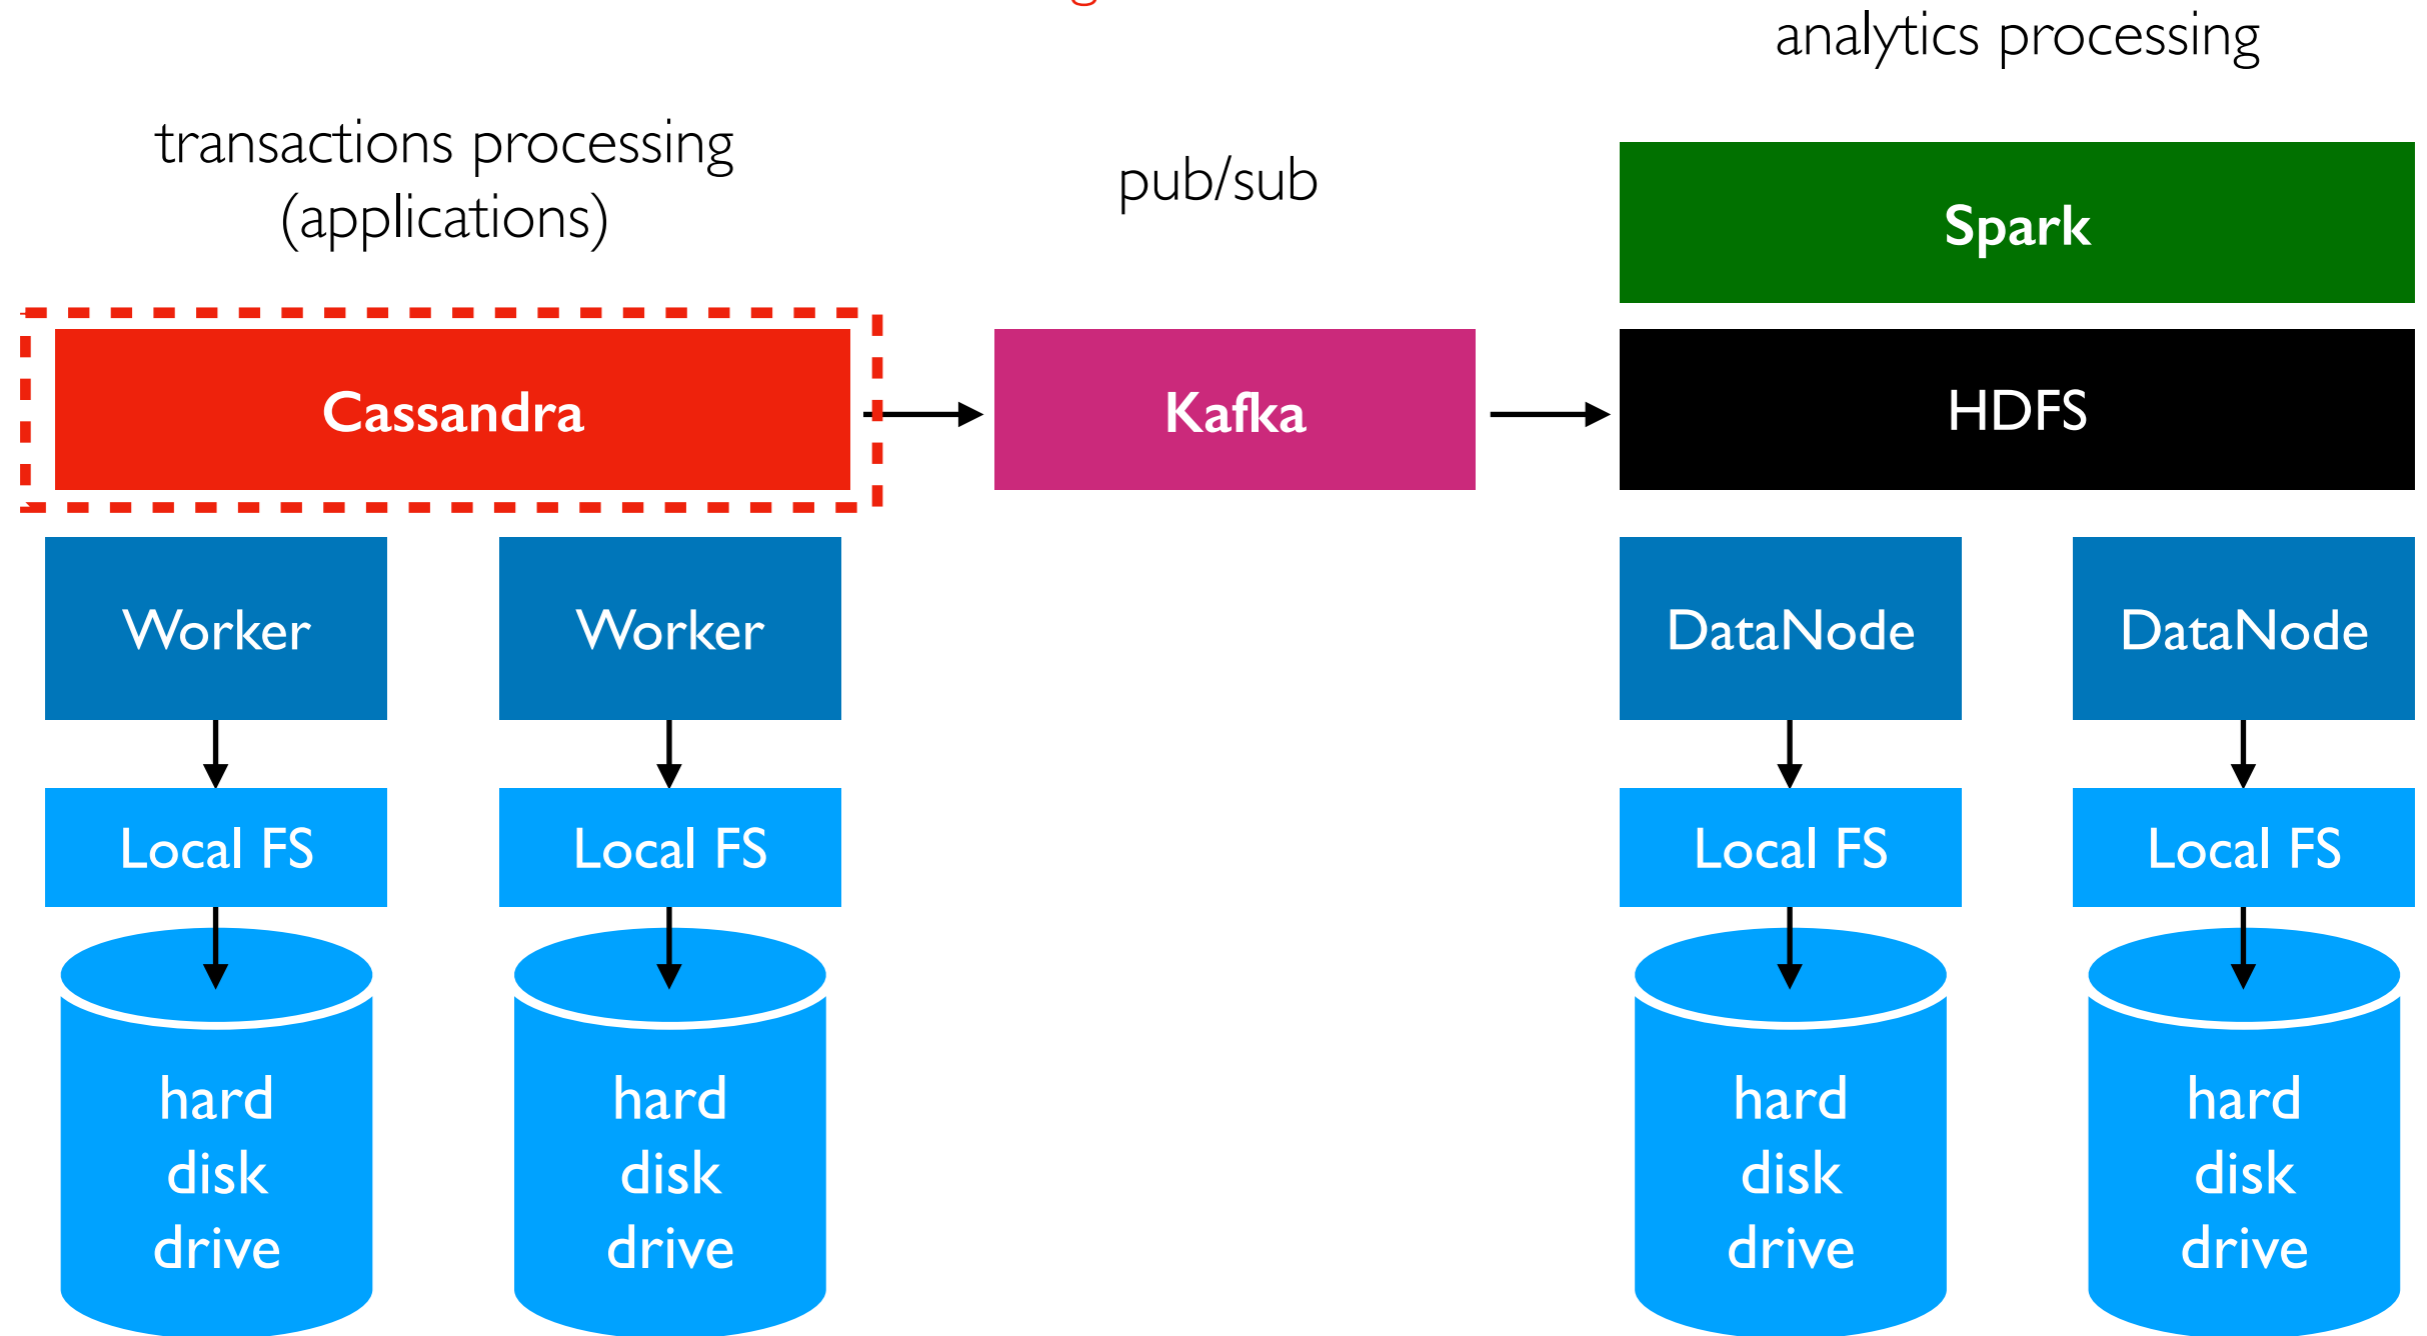 analytics processing
transactions processing
(applications)
pub/sub
Spark
Cassandra
Kafka
HDFS
Worker
Worker
DataNode
DataNode
Local FS
Local FS
Local FS
Local FS
hard
disk
drive
hard
disk
drive
hard
disk
drive
hard
disk
drive